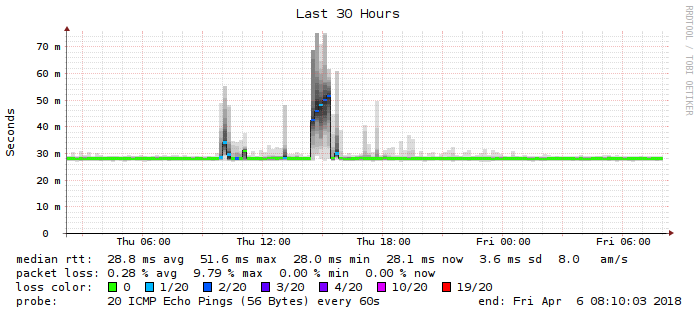 Last 30 Hours
RRDTOOL / TOBI OETIKER
Seconds
70 m
60 m
50 m
40 m
30 m
20 m
10 m
0
Thu 06:00 Thu 12:00 Thu 18:00 Fri 00:00 Fri 06:00
median rtt: 28.8 ms avg 51.6 ms max 28.0 ms min 28.1 ms now 3.6 ms sd 8.0 am/s
packet loss: 0.28 % avg 9.79 % max 0.00 % min 0.00 % now
loss color: 0 1/20 2/20 3/20 4/20 10/20 19/20
probe: 20 ICMP Echo Pings (56 Bytes) every 60s end: Fri Apr 6 08:10:03 2018